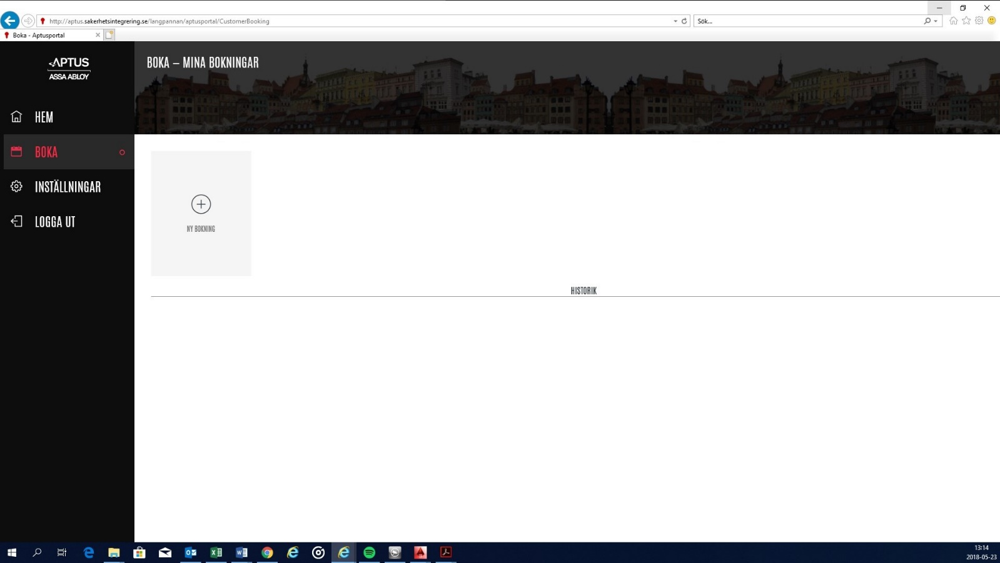 http://aptus.sakerhetsintegrering.se/langpannan/aptusportal/CustomerBooking
Sök...
Boka - Aptusportal
APTUS
ASSA ABLOY
BOKA – MINA BOKNINGAR
HEM
BOKA
INSTÄLLNINGAR
LOGGA UT
NY BOKNING
HISTORIK
13:14
2018-05-23